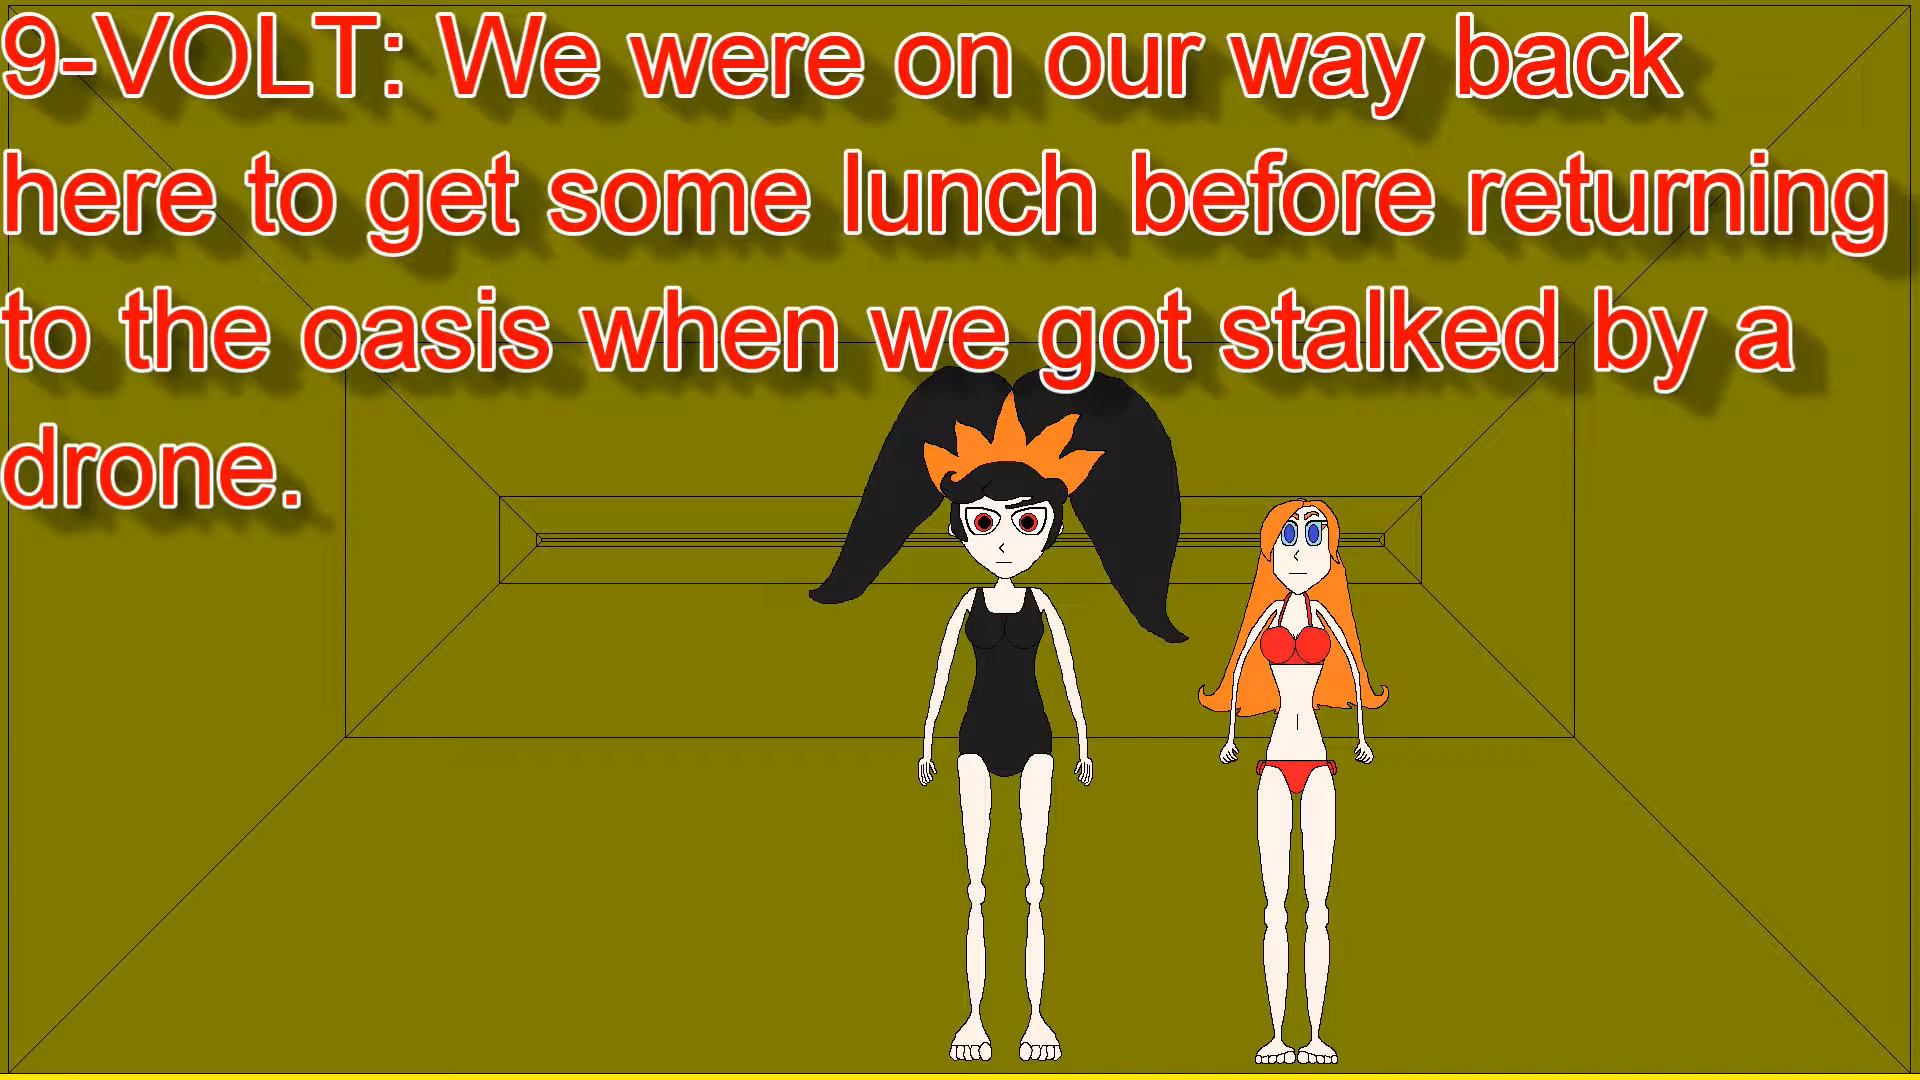 9-VOLT: We were on our way back
here to get some lunch before returning
to the oasis when we got stalked by a
drone.